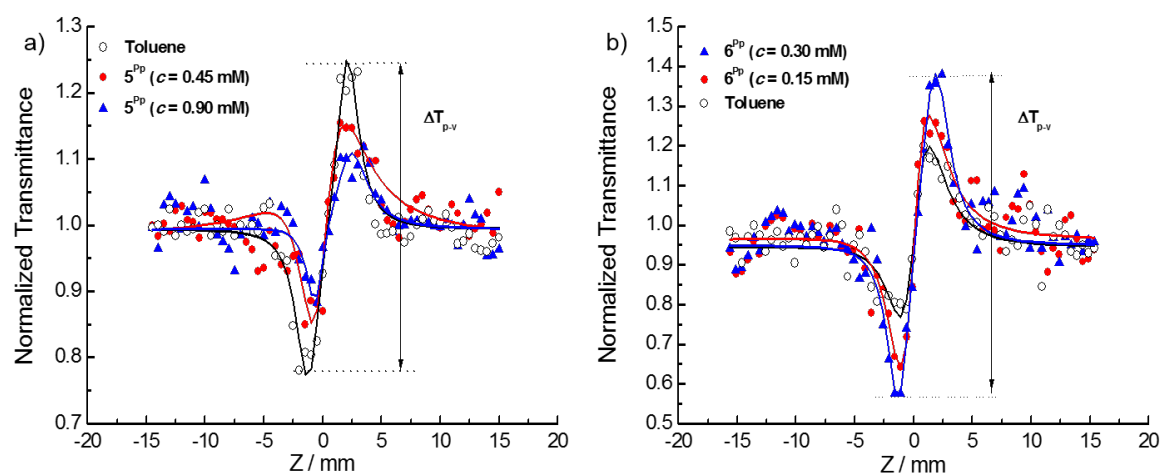 a)
Toluene
5^Pp (c = 0.45 mM)
5^Pp (c = 0.90 mM)
ΔT_p-v
Normalized Transmittance
1.3
1.2
1.1
1.0
0.9
0.8
0.7
-20 -15 -10 -5 0 5 10 15 20
Z / mm
b)
6^Pp (c = 0.30 mM)
6^Pp (c = 0.15 mM)
Toluene
ΔT_p-v
Normalized Transmittance
1.5
1.4
1.3
1.2
1.1
1.0
0.9
0.8
0.7
0.6
0.5
-20 -15 -10 -5 0 5 10 15 20
Z / mm